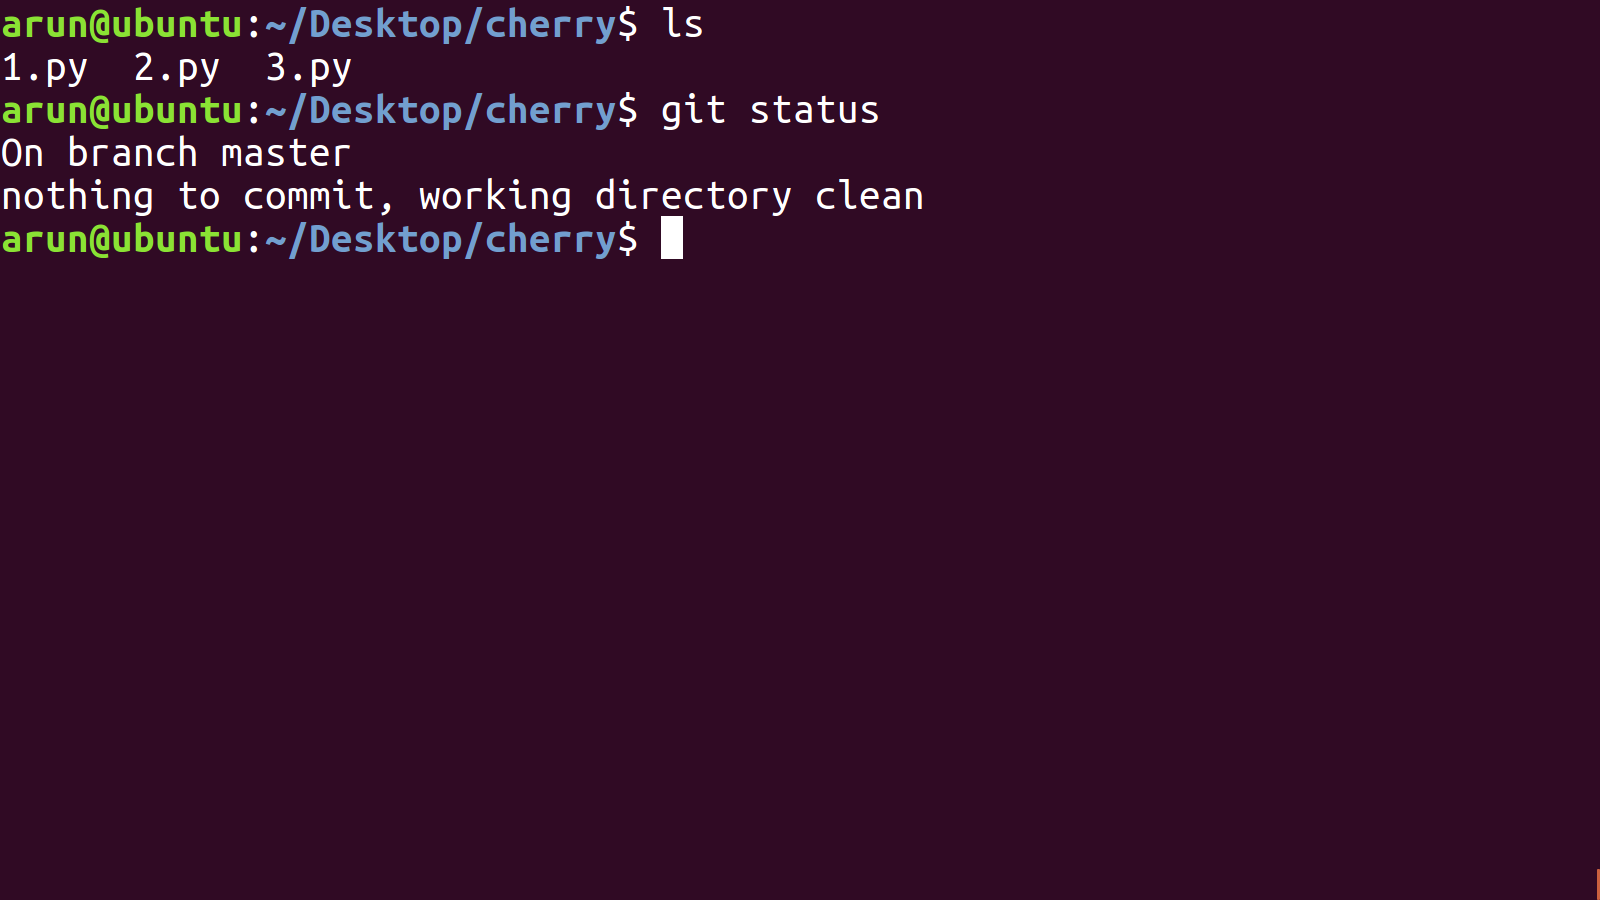 arun@ubuntu:~/Desktop/cherry$ ls
1.py  2.py  3.py
arun@ubuntu:~/Desktop/cherry$ git status
On branch master
nothing to commit, working directory clean
arun@ubuntu:~/Desktop/cherry$